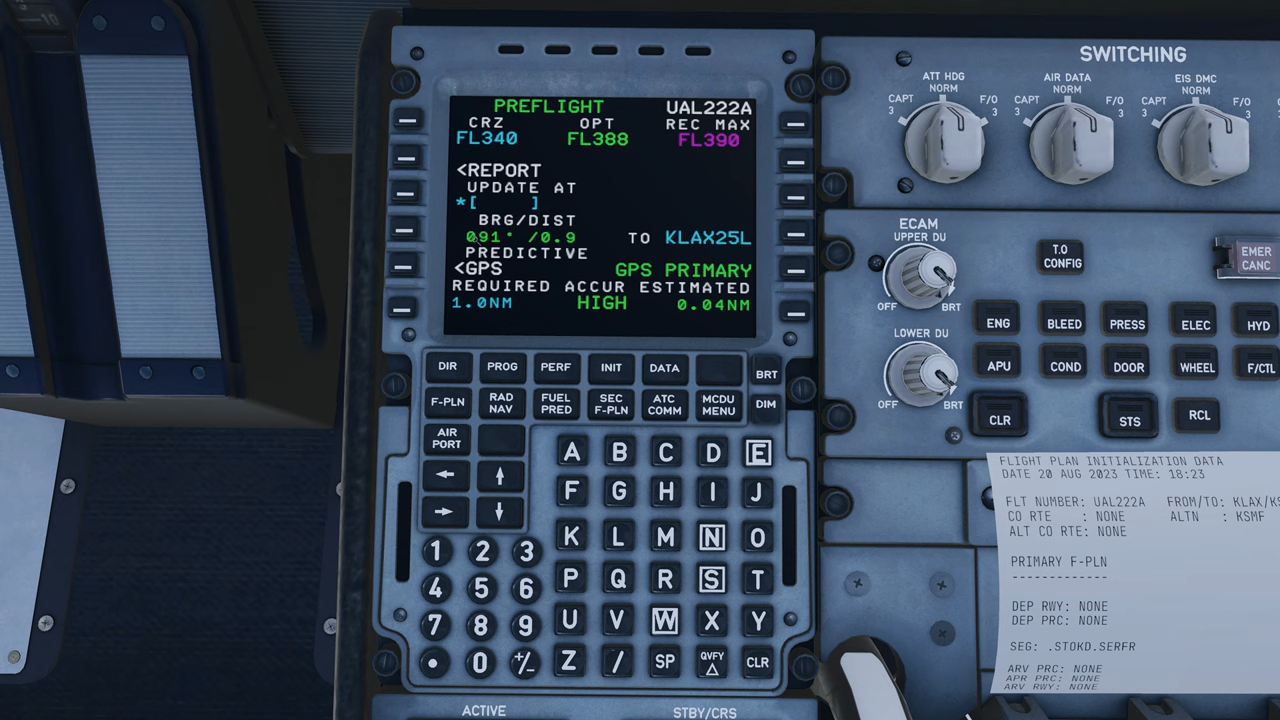 PREFLIGHT UAL222A
CRZ OPT REC MAX
FL340 FL388 FL390
<REPORT
UPDATE AT
*[ ]
BRG/DIST
091° /0.9 TO KLAX25L
PREDICTIVE
<GPS GPS PRIMARY
REQUIRED ACCUR ESTIMATED
1.0NM HIGH 0.04NM
DIR PROG PERF INIT DATA BRT
F-PLN RAD NAV FUEL PRED SEC F-PLN ATC COMM MCDU MENU DIM
AIR PORT
← ↑
→ ↓
A B C D E
F G H I J
K L M N O
P Q R S T
U V W X Y
Z / SP OVFY △ CLR
1 2 3
4 5 6
7 8 9
• 0 +/-
ACTIVE STBY/CRS
SWITCHING
ATT HDG AIR DATA EIS DMC
NORM NORM NORM
CAPT 3 F/O 3 CAPT 3 F/O 3 CAPT 3 F/O 3
ECAM
UPPER DU
OFF BRT
LOWER DU
OFF BRT
T.O CONFIG
EMER CANC
ENG BLEED PRESS ELEC HYD
APU COND DOOR WHEEL F/CTL
CLR STS RCL
FLIGHT PLAN INITIALIZATION DATA
DATE 20 AUG 2023 TIME: 18:23
FLT NUMBER: UAL222A FROM/TO: KLAX/KS
CO RTE : NONE ALTN : KSMF
ALT CO RTE: NONE
PRIMARY F-PLN
-------------
DEP RWY: NONE
DEP PRC: NONE
SEG: .STOKD.SERFR
ARV PRC: NONE
APR PRC: NONE
ARV RWY: NONE
10